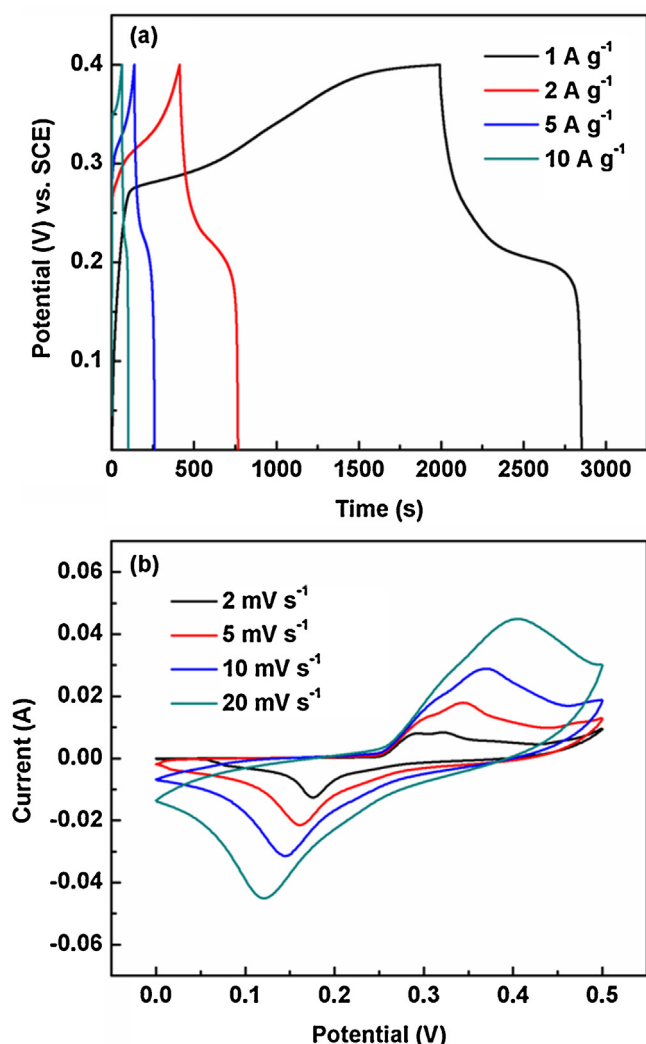 (a)
1 A g⁻¹
2 A g⁻¹
5 A g⁻¹
10 A g⁻¹
0.4
0.3
0.2
0.1
Potential (V) vs. SCE
0 500 1000 1500 2000 2500 3000
Time (s)
(b)
2 mV s⁻¹
5 mV s⁻¹
10 mV s⁻¹
20 mV s⁻¹
0.06
0.04
0.02
0.00
-0.02
-0.04
-0.06
Current (A)
0.0 0.1 0.2 0.3 0.4 0.5
Potential (V)